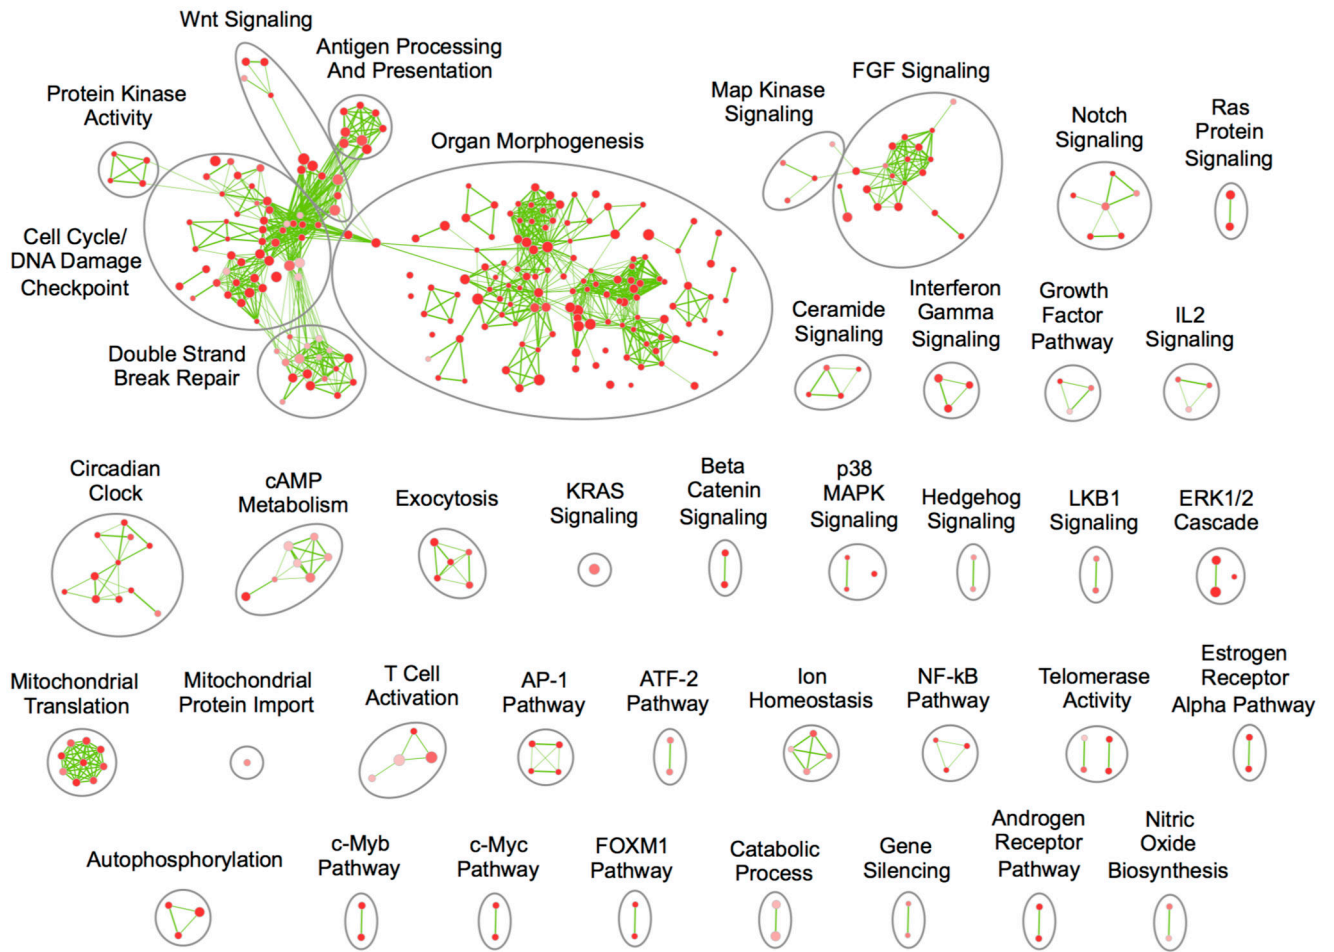 Wnt Signaling
Antigen Processing
And Presentation
Protein Kinase
Activity
Organ Morphogenesis
Map Kinase
Signaling
FGF Signaling
Notch
Signaling
Ras
Protein
Signaling
Cell Cycle/
DNA Damage
Checkpoint
Double Strand
Break Repair
Ceramide
Signaling
Interferon
Gamma
Signaling
Growth
Factor
Pathway
IL2
Signaling
Circadian
Clock
cAMP
Metabolism
Exocytosis
KRAS
Signaling
Beta
Catenin
Signaling
p38
MAPK
Signaling
Hedgehog
Signaling
LKB1
Signaling
ERK1/2
Cascade
Mitochondrial
Translation
Mitochondrial
Protein Import
T Cell
Activation
AP-1
Pathway
ATF-2
Pathway
Ion
Homeostasis
NF-kB
Pathway
Telomerase
Activity
Estrogen
Receptor
Alpha Pathway
Autophosphorylation
c-Myb
Pathway
c-Myc
Pathway
FOXM1
Pathway
Catabolic
Process
Gene
Silencing
Androgen
Receptor
Pathway
Nitric
Oxide
Biosynthesis